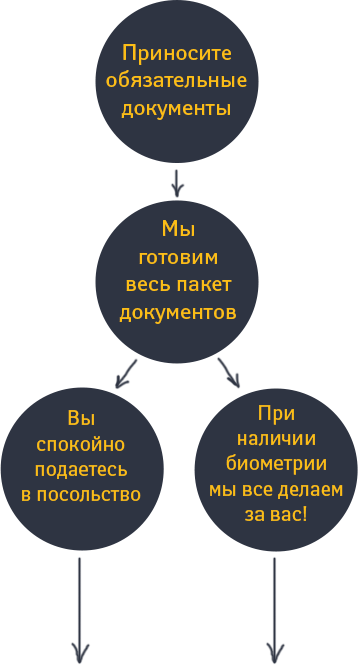 Приносите
обязательные
документы
Мы
готовим
весь пакет
документов
Вы
спокойно
подаетесь
в посольство
При
наличии
биометрии
мы все делаем
за вас!